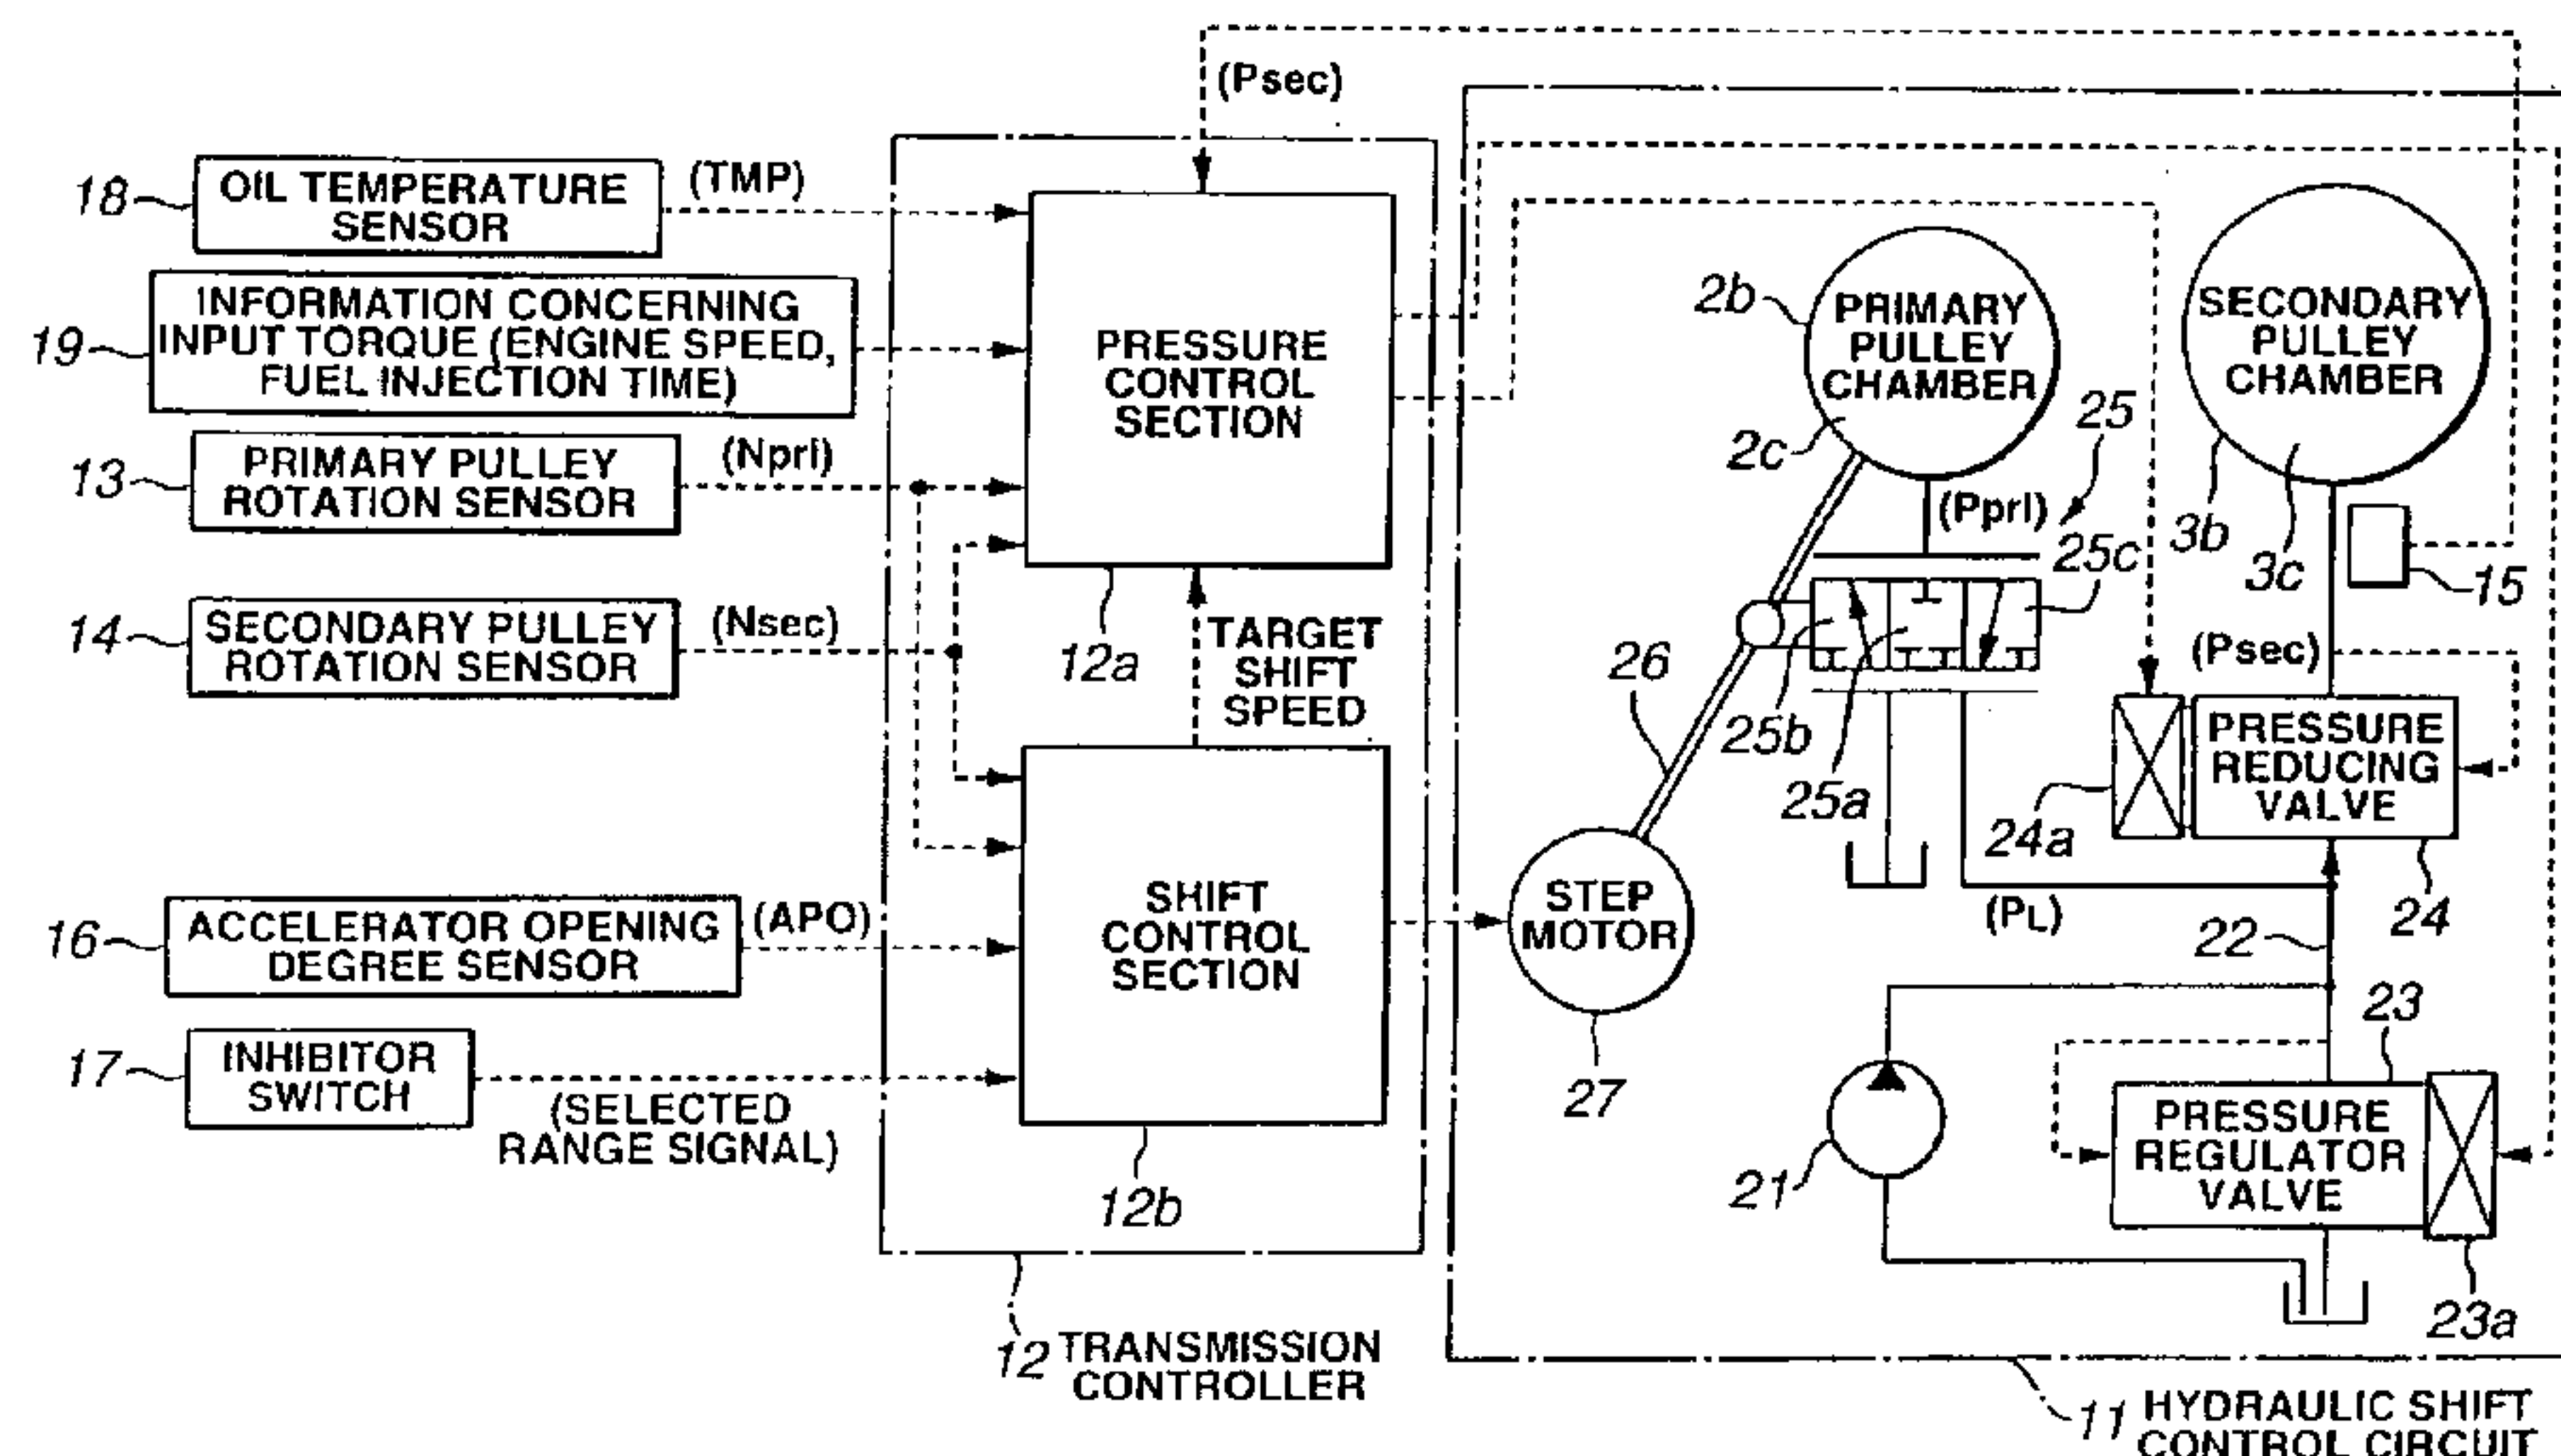 (Psec)
18
OIL TEMPERATURE
SENSOR
(TMP)
19
INFORMATION CONCERNING
INPUT TORQUE (ENGINE SPEED,
FUEL INJECTION TIME)
13
PRIMARY PULLEY
ROTATION SENSOR
(Npri)
14
SECONDARY PULLEY
ROTATION SENSOR
(Nsec)
16
ACCELERATOR OPENING
DEGREE SENSOR
(APO)
17
INHIBITOR
SWITCH
(SELECTED
RANGE SIGNAL)
PRESSURE
CONTROL
SECTION
12a
TARGET
SHIFT
SPEED
SHIFT
CONTROL
SECTION
12b
12 TRANSMISSION
CONTROLLER
2b
PRIMARY
PULLEY
CHAMBER
2c
(Ppri)
25
25c
25b
25a
26
STEP
MOTOR
27
SECONDARY
PULLEY
CHAMBER
3b
3c
15
(Psec)
PRESSURE
REDUCING
VALVE
24a
24
(PL)
22
21
23
PRESSURE
REGULATOR
VALVE
23a
11 HYDRAULIC SHIFT
CONTROL CIRCUIT